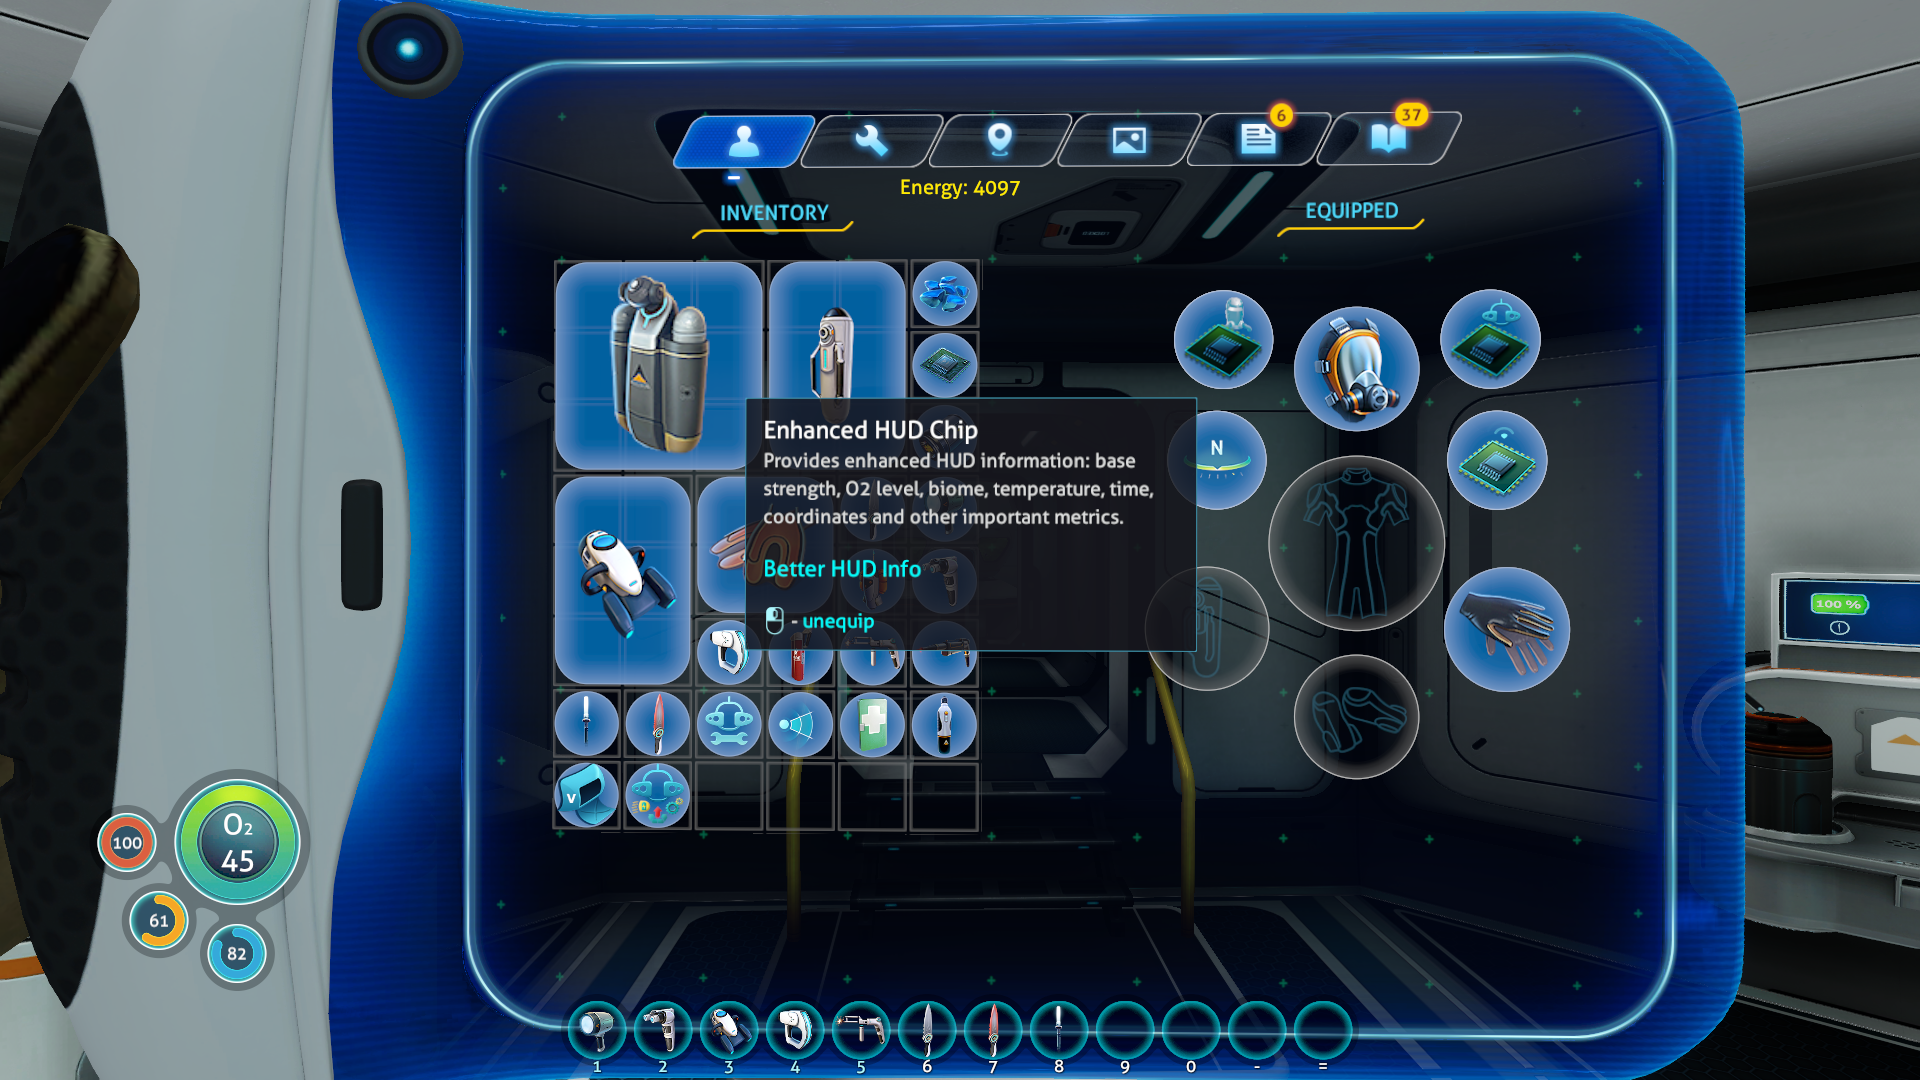 6
37
Energy: 4097
INVENTORY
EQUIPPED
N
Enhanced HUD Chip
Provides enhanced HUD information: base
strength, O2 level, biome, temperature, time,
coordinates and other important metrics.
Better HUD Info
- unequip
100 %
V
O2
45
100
61
82
1 2 3 4 5 6 7 8 9 0 - =